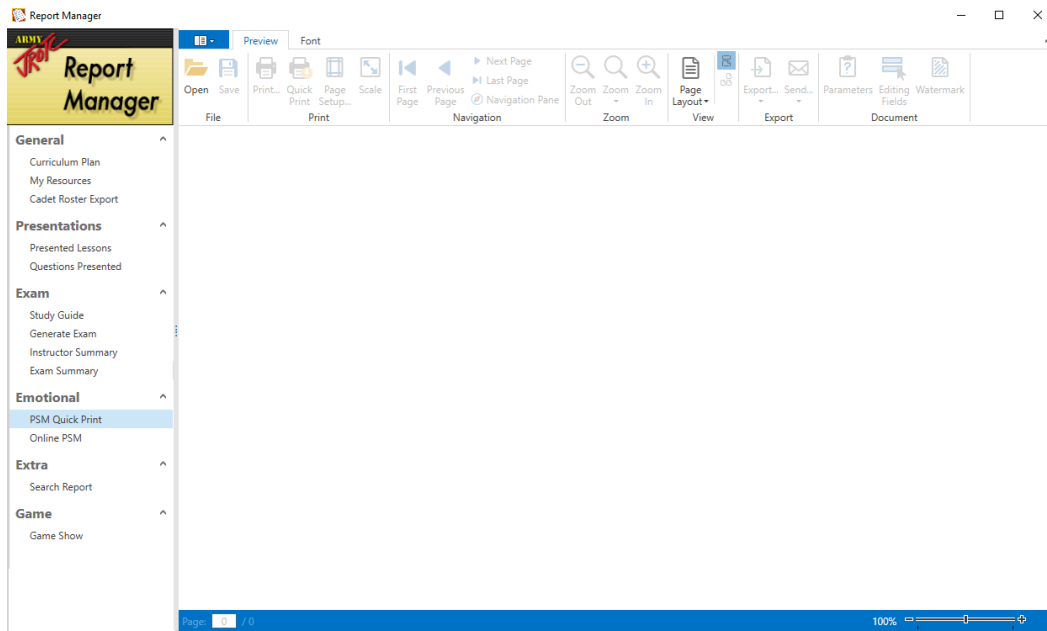 Report Manager
ARMY
JROTC
Report
Manager
Preview Font
Open Save Print... Quick Print Page Setup... Scale First Page Previous Page Next Page
Last Page
Navigation Pane
Zoom Out Zoom Zoom In Page Layout Export... Send... Parameters Editing Fields Watermark
File Print Navigation Zoom View Export Document
General
Curriculum Plan
My Resources
Cadet Roster Export
Presentations
Presented Lessons
Questions Presented
Exam
Study Guide
Generate Exam
Instructor Summary
Exam Summary
Emotional
PSM Quick Print
Online PSM
Extra
Search Report
Game
Game Show
Page: 0 / 0 100%